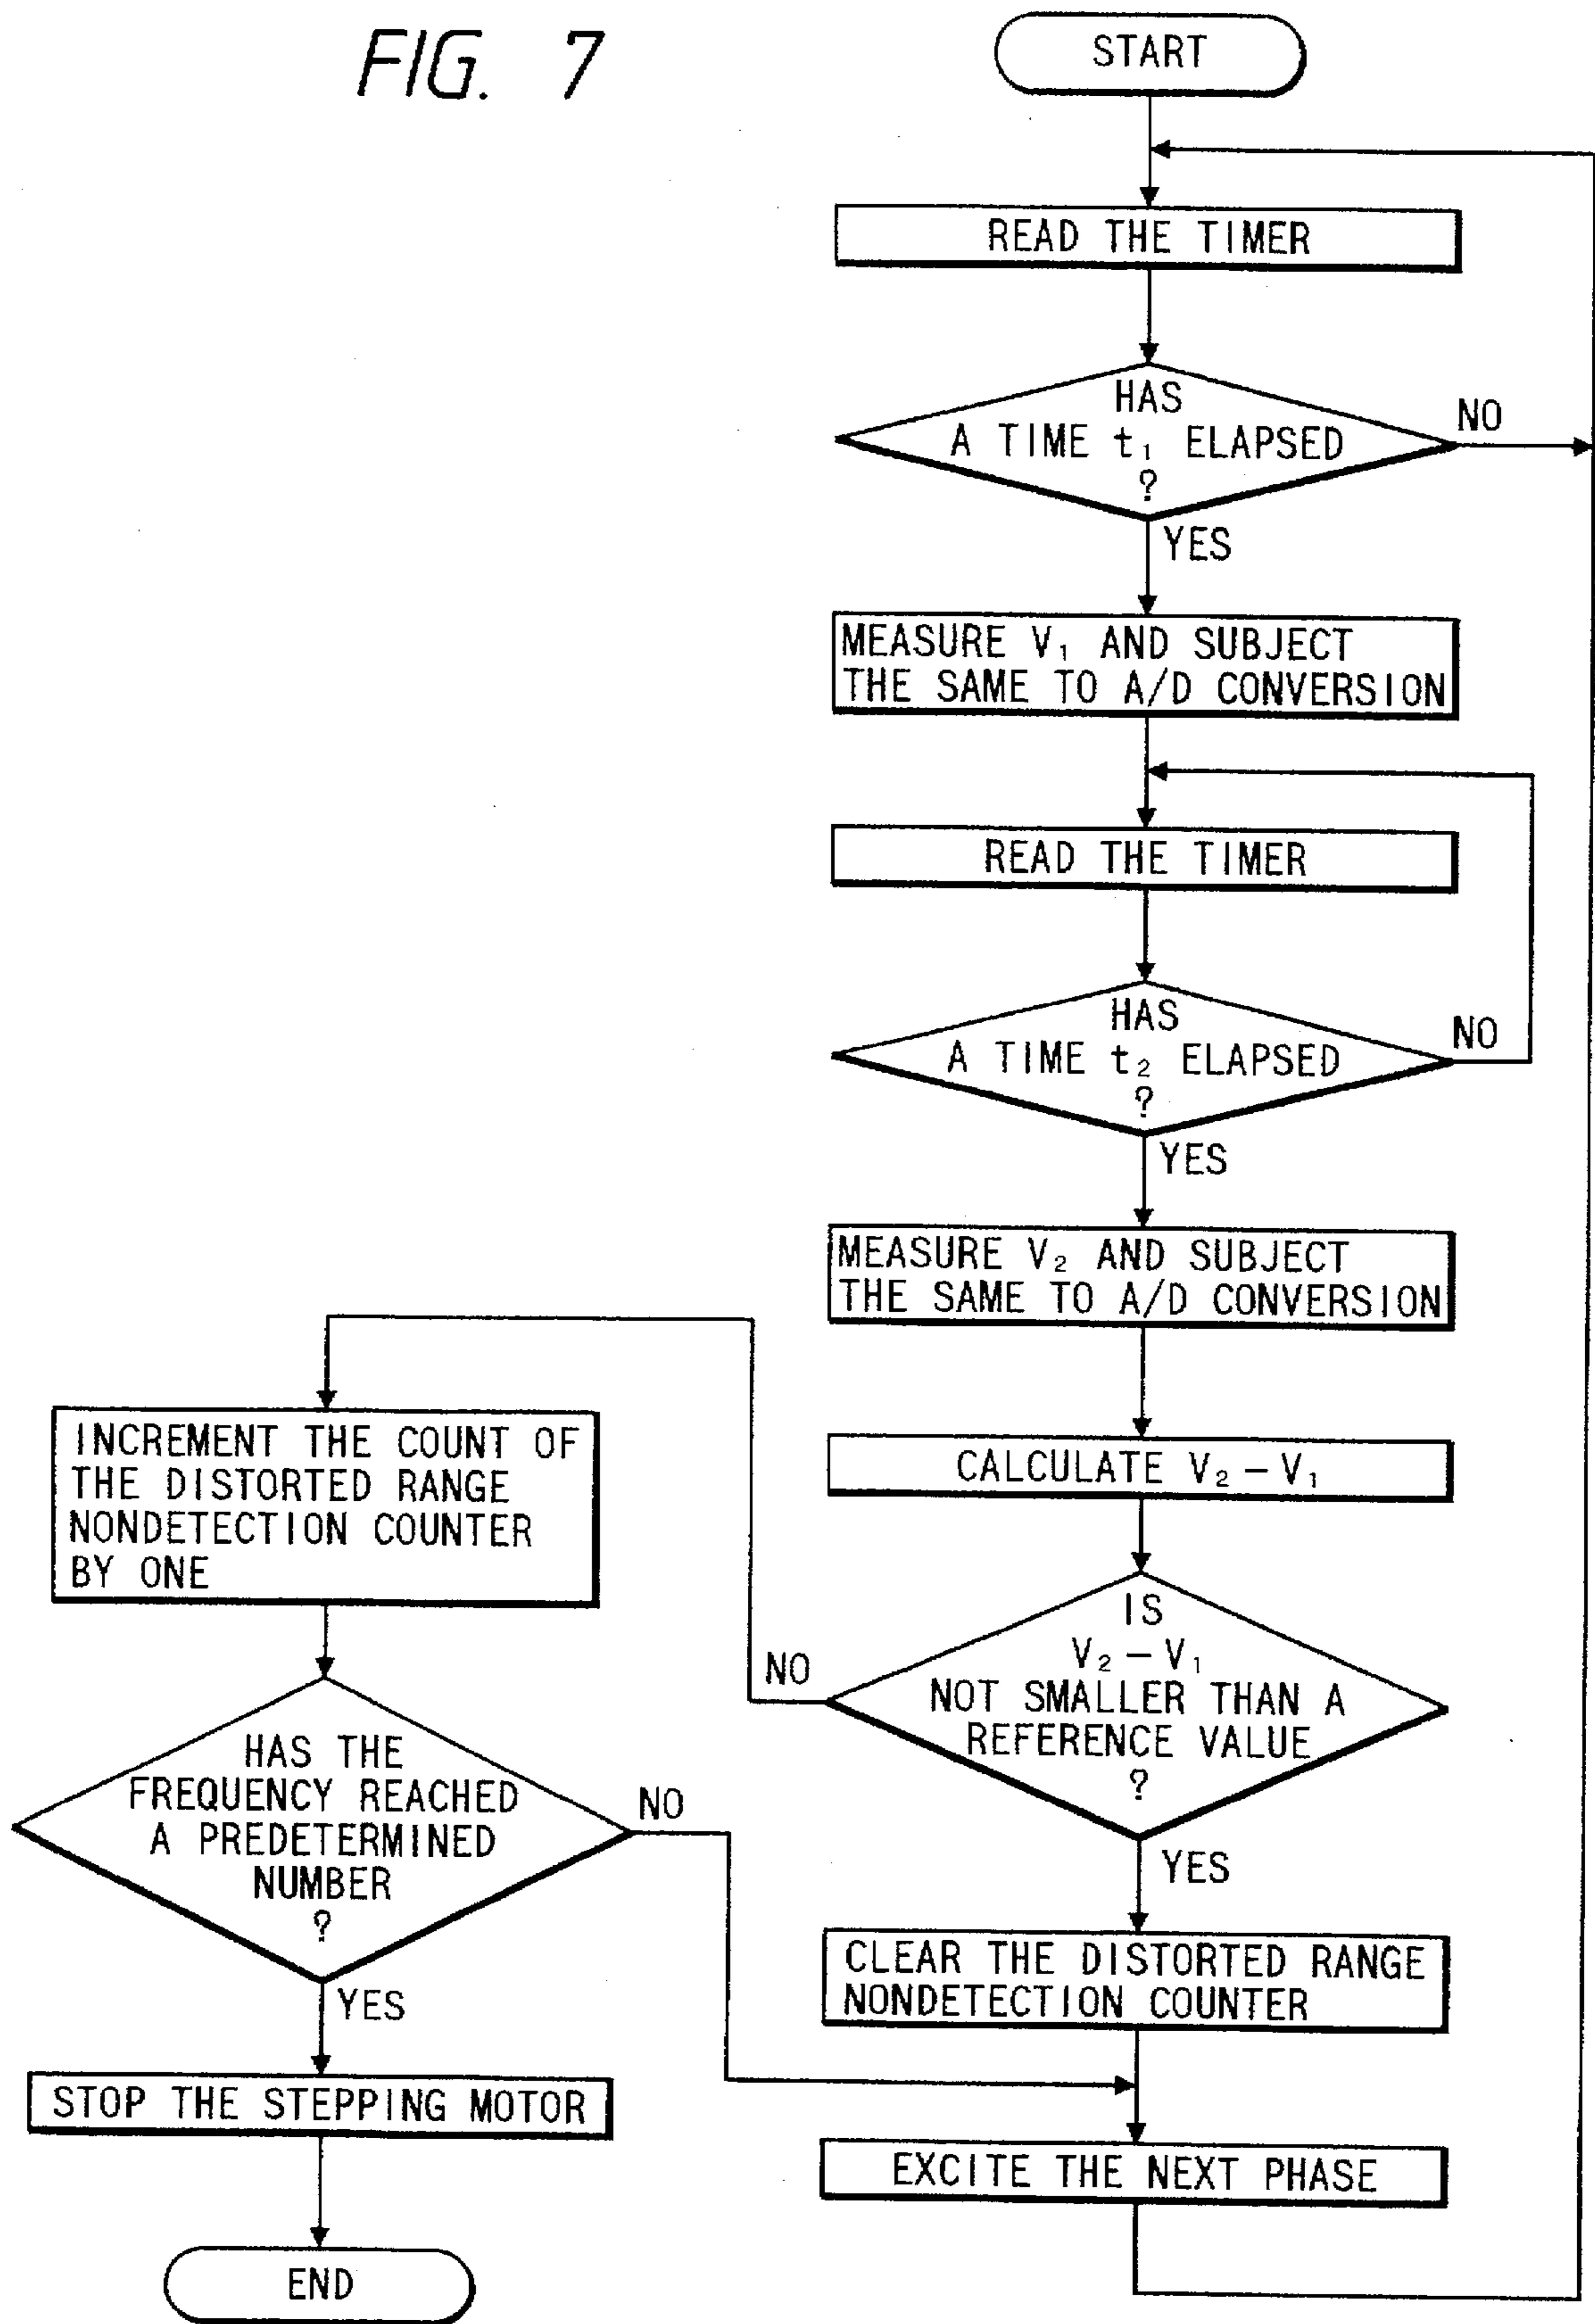 FIG. 7
START
READ THE TIMER
HAS
A TIME t₁ ELAPSED
?
NO
YES
MEASURE V₁ AND SUBJECT
THE SAME TO A/D CONVERSION
READ THE TIMER
HAS
A TIME t₂ ELAPSED
?
NO
YES
MEASURE V₂ AND SUBJECT
THE SAME TO A/D CONVERSION
CALCULATE V₂ – V₁
IS
V₂ – V₁
NOT SMALLER THAN A
REFERENCE VALUE
?
NO
YES
INCREMENT THE COUNT OF
THE DISTORTED RANGE
NONDETECTION COUNTER
BY ONE
HAS THE
FREQUENCY REACHED
A PREDETERMINED
NUMBER
?
NO
YES
CLEAR THE DISTORTED RANGE
NONDETECTION COUNTER
STOP THE STEPPING MOTOR
EXCITE THE NEXT PHASE
END